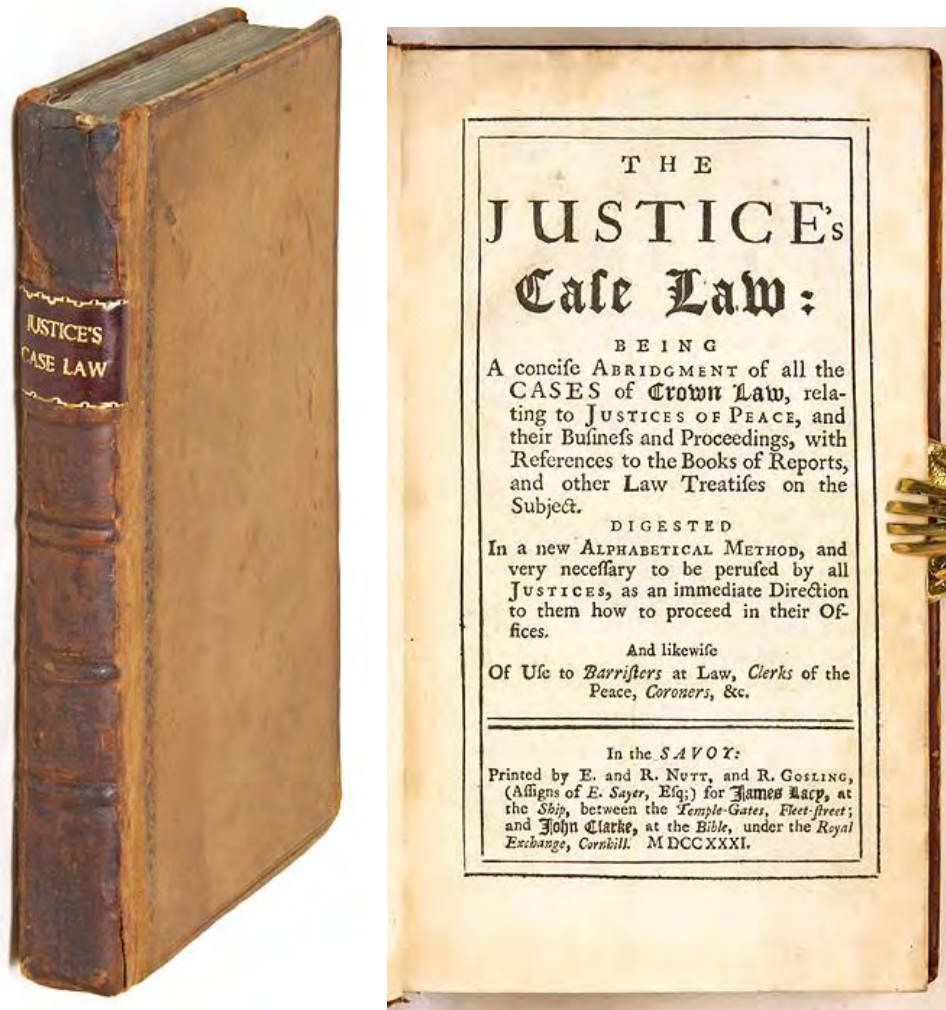 JUSTICE'S
CASE LAW
THE
JUSTICE's
Caſe Law:
BEING
A conciſe ABRIDGMENT of all the
CASES of Crown Law, rela-
ting to JUSTICES OF PEACE, and
their Buſineſs and Proceedings, with
References to the Books of Reports,
and other Law Treatiſes on the
Subject.
DIGESTED
In a new ALPHABETICAL METHOD, and
very neceſſary to be peruſed by all
JUSTICES, as an immediate Direction
to them how to proceed in their Of-
fices.
And likewiſe
Of Uſe to Barriſters at Law, Clerks of the
Peace, Coroners, &c.
In the SAVOY:
Printed by E. and R. NUTT, and R. GOSLING,
(Aſſigns of E. Sayer, Eſq;) for James Lacy, at
the Ship, between the Temple-Gates, Fleet-ſtreet;
and John Clarke, at the Bible, under the Royal
Exchange, Cornhill. MDCCXXXI.